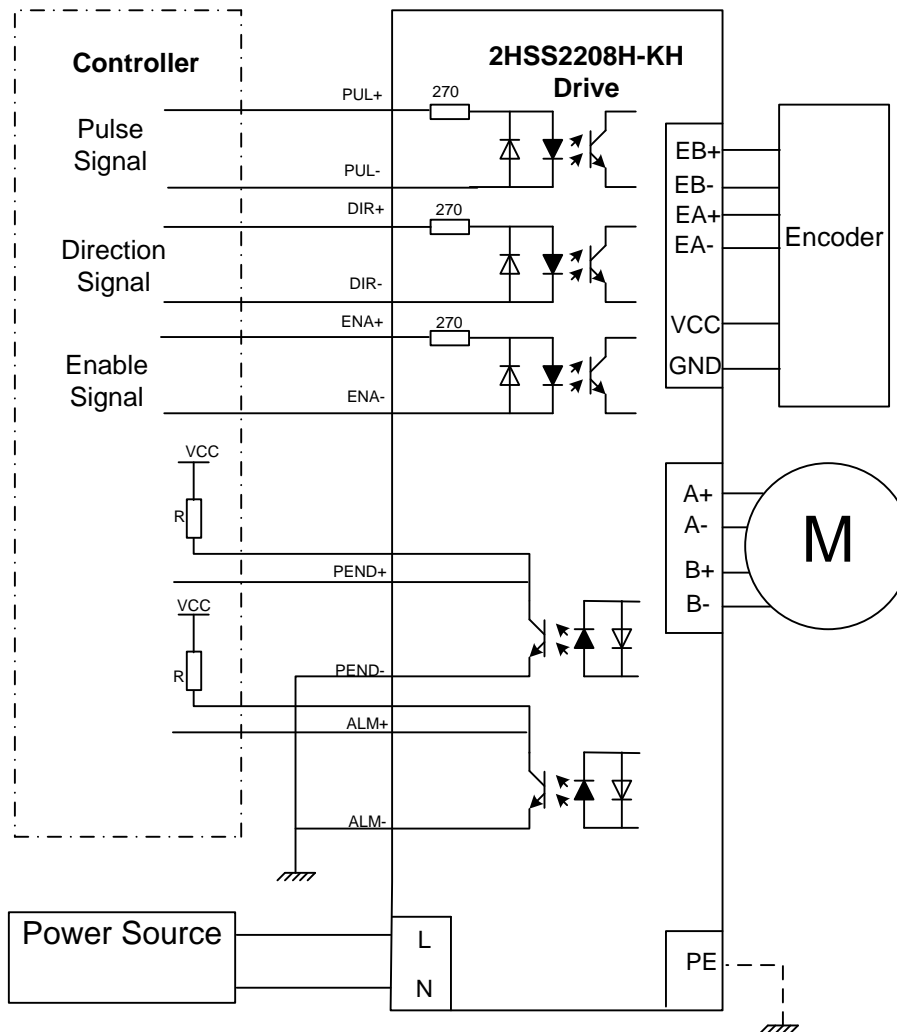 Controller
2HSS2208H-KH
Drive
PUL+
270
Pulse
Signal
PUL-
DIR+
270
Direction
Signal
DIR-
ENA+
270
Enable
Signal
ENA-
EB+
EB-
EA+
EA-
VCC
GND
Encoder
VCC
R
PEND+
VCC
R
PEND-
ALM+
ALM-
A+
A-
B+
B-
M
Power Source
L
N
PE